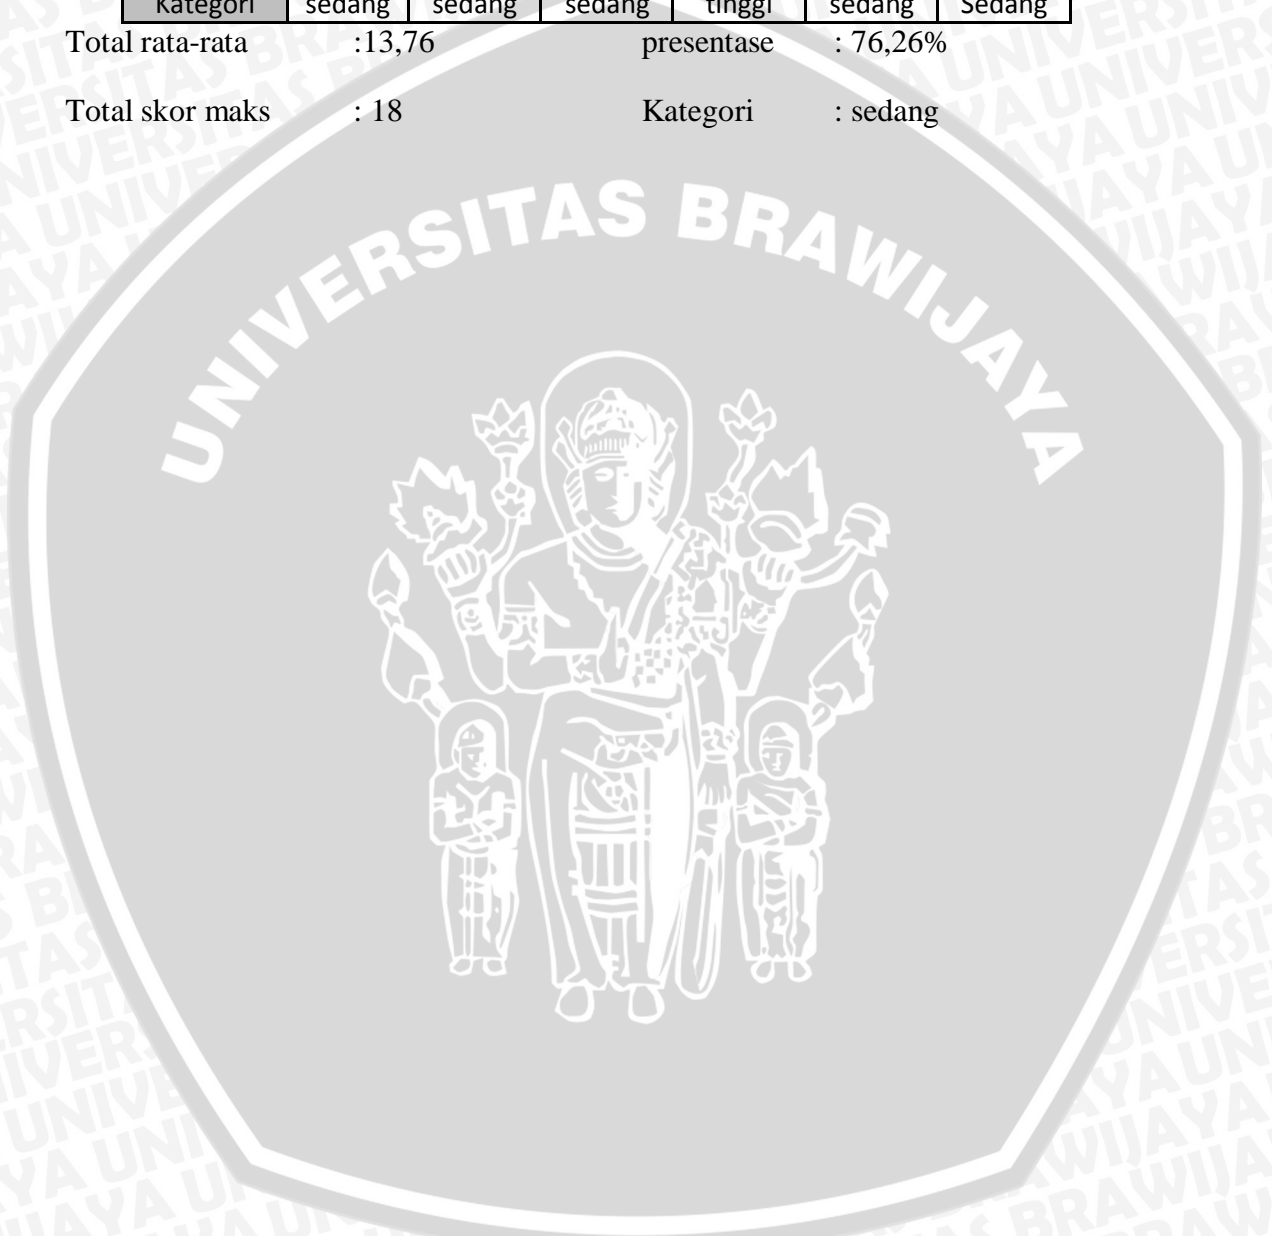 Kategori sedang sedang sedang tinggi sedang Sedang
Total rata-rata :13,76 presentase : 76,26%
Total skor maks : 18 Kategori : sedang
UNIVERSITAS BRAWIJAYA